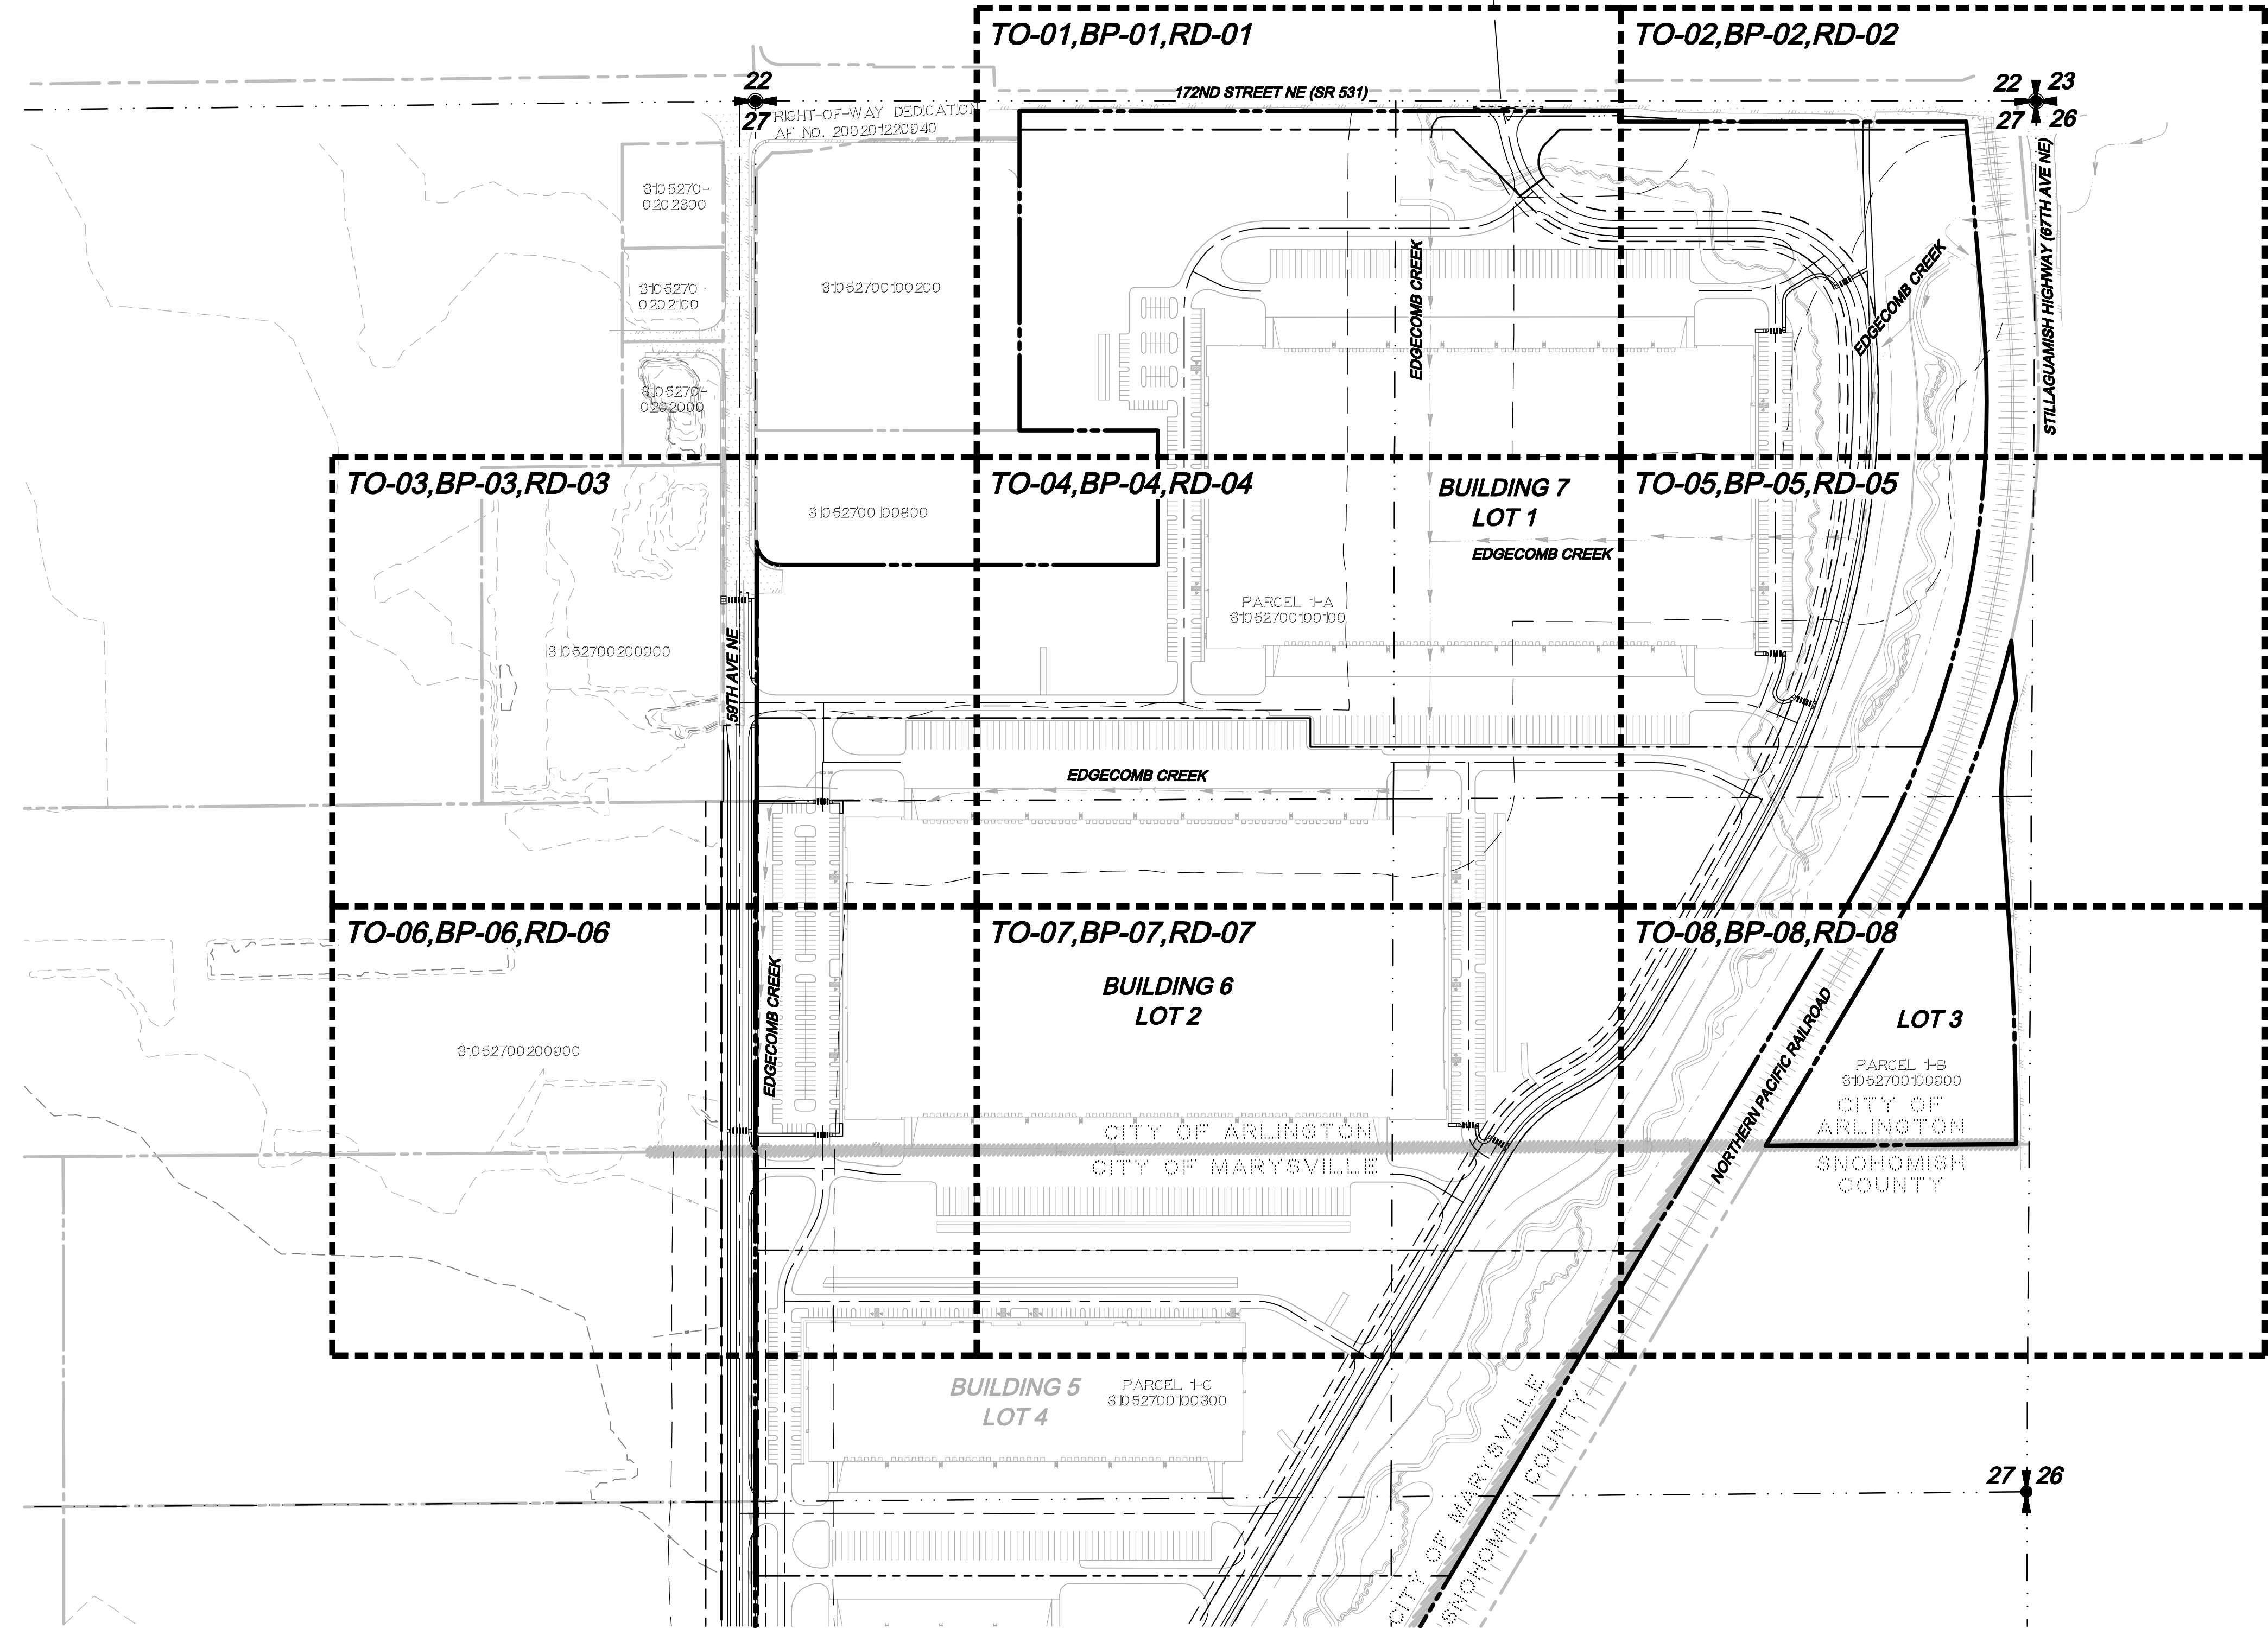 TO-01,BP-01,RD-01
TO-02,BP-02,RD-02
22
27
RIGHT-OF-WAY DEDICATION
AF NO. 200201220940
172ND STREET NE (SR 531)
22 23
27 26
STILLAGUAMISH HIGHWAY (67TH AVE NE)
3105270-
0202300
3105270-
0202100
3105270-
0202000
31052700100200
EDGECOMB CREEK
EDGECOMB CREEK
TO-03,BP-03,RD-03
TO-04,BP-04,RD-04
TO-05,BP-05,RD-05
31052700100800
BUILDING 7
LOT 1
EDGECOMB CREEK
PARCEL 1-A
31052700100100
31052700200900
59TH AVE NE
EDGECOMB CREEK
TO-06,BP-06,RD-06
TO-07,BP-07,RD-07
TO-08,BP-08,RD-08
EDGECOMB CREEK
31052700200900
BUILDING 6
LOT 2
NORTHERN PACIFIC RAILROAD
LOT 3
PARCEL 1-B
31052700100900
CITY OF
ARLINGTON
SNOHOMISH
COUNTY
CITY OF ARLINGTON
CITY OF MARYSVILLE
BUILDING 5
LOT 4
PARCEL 1-C
31052700100300
CITY OF MARYSVILLE
SNOHOMISH COUNTY
27 26